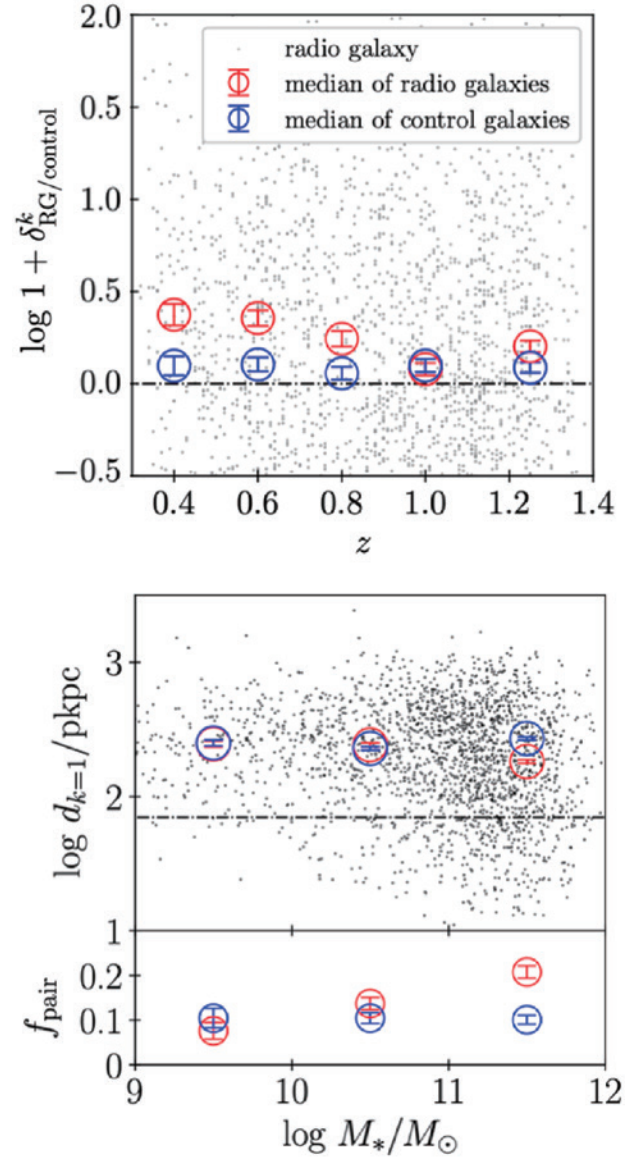 2.0
0.5
1.0
0.5
0.0
−0.5
log 1 + δ^k_RG/control
radio galaxy
median of radio galaxies
median of control galaxies
0.4 0.6 0.8 1.0 1.2 1.4
z
3
2
1
log d_k=1/pkpc
0.2
0.1
0
f_pair
9 10 11 12
log M_*/M_⊙